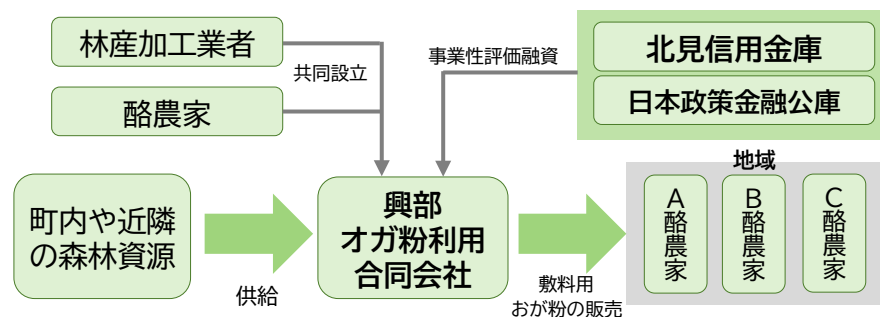 林産加工業者
酪農家
共同設立
事業性評価融資
北見信用金庫
日本政策金融公庫
町内や近隣
の森林資源
供給
興部
オガ粉利用
合同会社
敷料用
おが粉の販売
地域
A酪農家
B酪農家
C酪農家